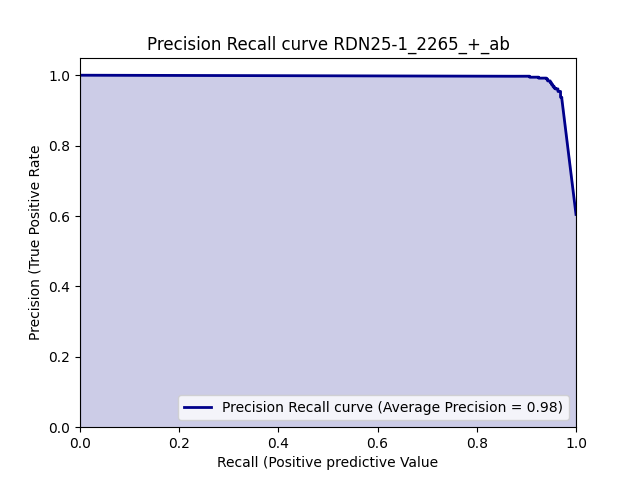 Precision Recall curve RDN25-1_2265_+_ab
Precision (True Positive Rate
1.0
0.8
0.6
0.4
0.2
0.0
Precision Recall curve (Average Precision = 0.98)
0.0 0.2 0.4 0.6 0.8 1.0
Recall (Positive predictive Value